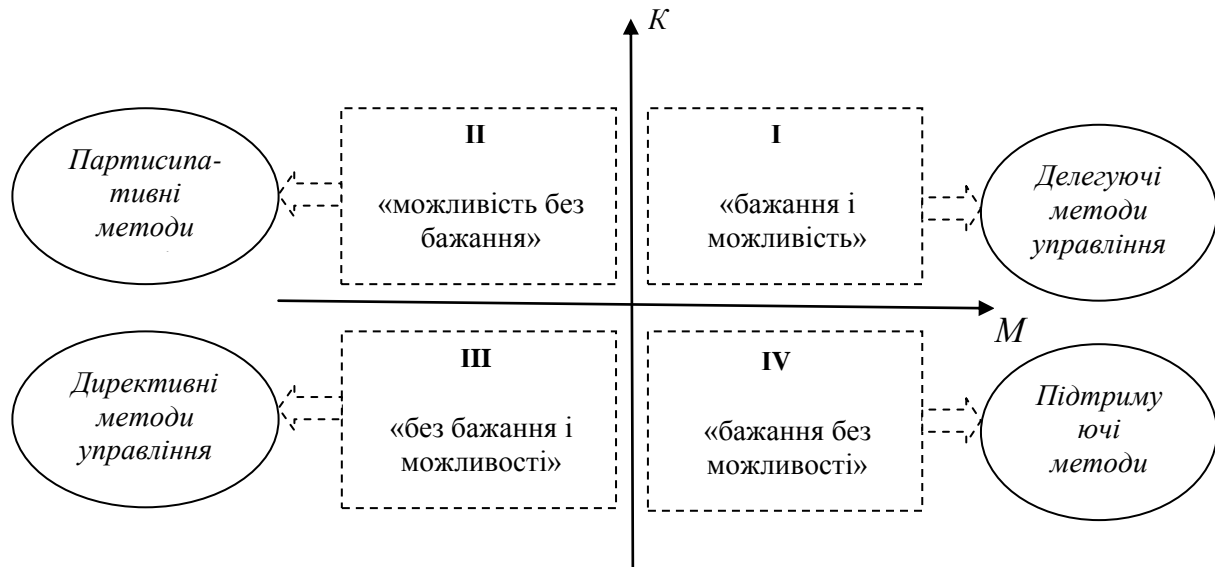 К
Партисипа-
тивні
методи
II
«можливість без
бажання»
I
«бажання і
можливість»
Делегуючі
методи
управління
М
Директивні
методи
управління
III
«без бажання і
можливості»
IV
«бажання без
можливості»
Підтриму
ючі
методи